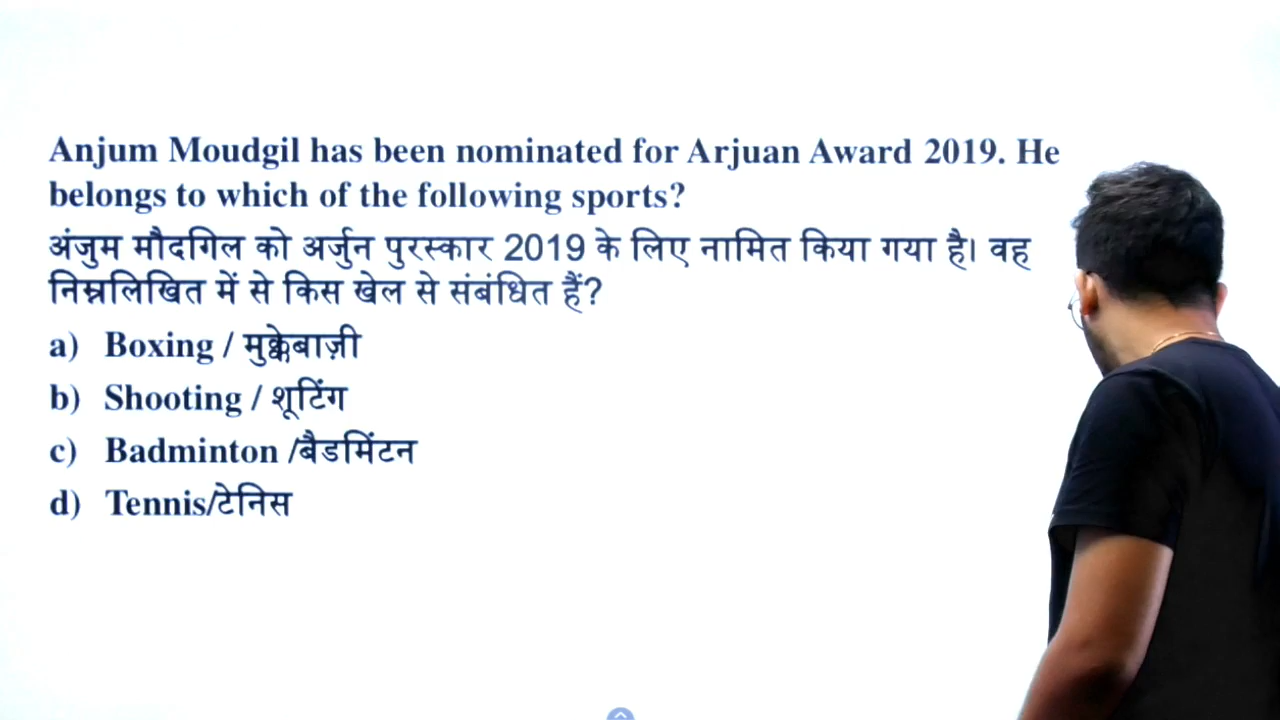 Anjum Moudgil has been nominated for Arjuan Award 2019. He
belongs to which of the following sports?
अंजुम मौदगिल को अर्जुन पुरस्कार 2019 के लिए नामित किया गया है। वह
निम्नलिखित में से किस खेल से संबंधित हैं?
a) Boxing / मुक्केबाज़ी
b) Shooting / शूटिंग
c) Badminton /बैडमिंटन
d) Tennis/टेनिस